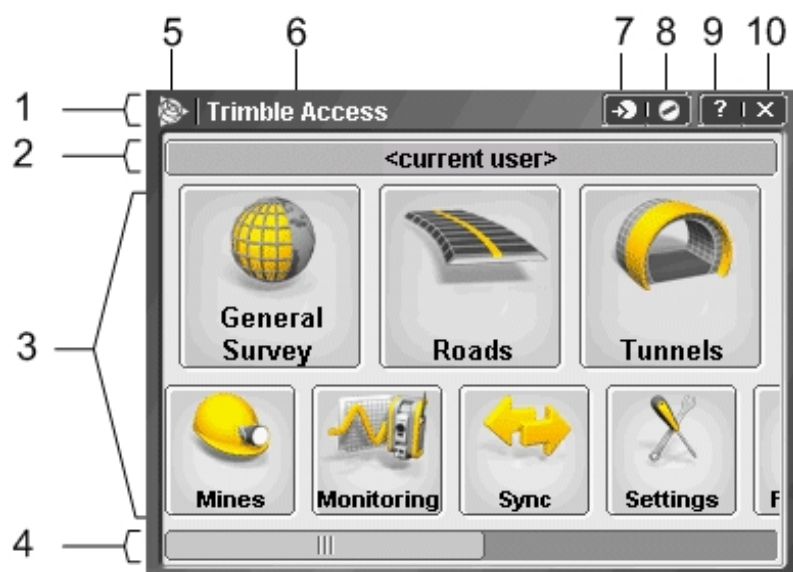 5 6 7 8 9 10
1 Trimble Access ? X
2 <current user>
3
General Survey Roads Tunnels
Mines Monitoring Sync Settings F
4